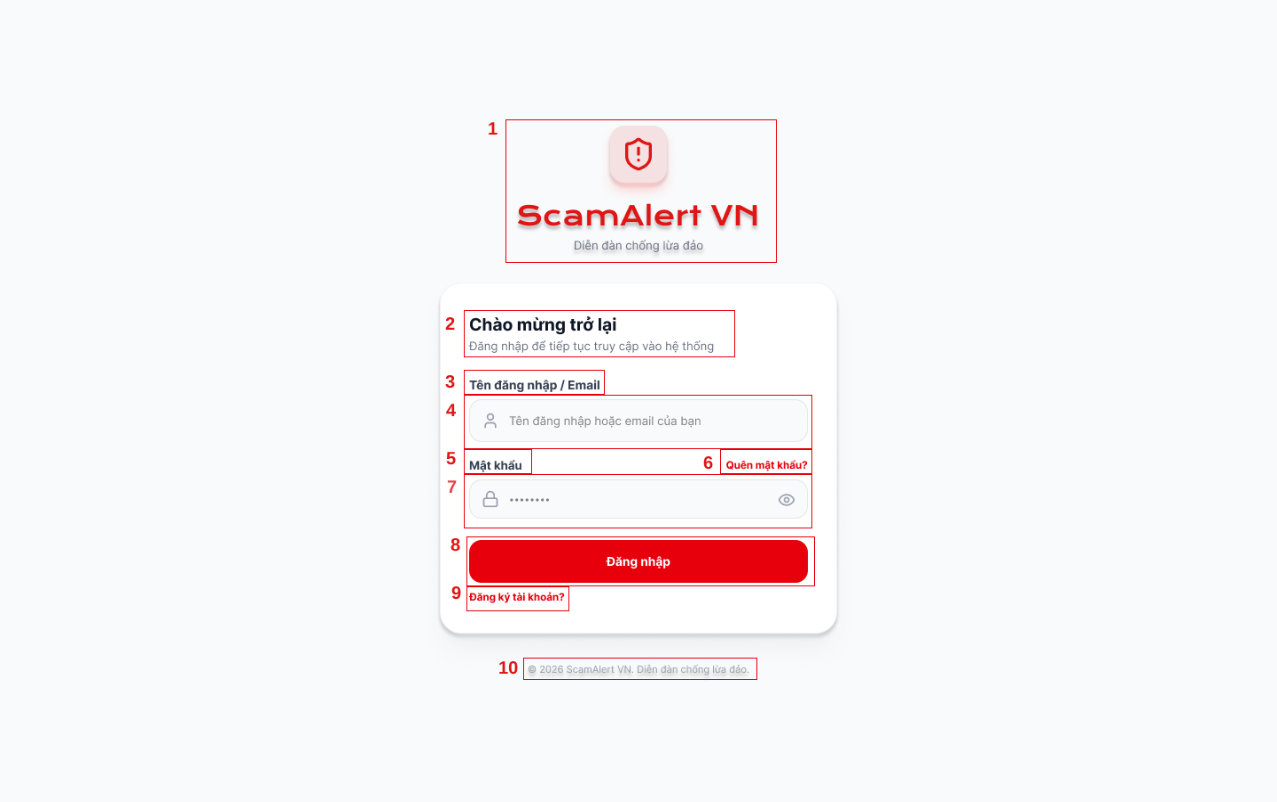 1
ScamAlert VN
Diễn đàn chống lừa đảo
2
Chào mừng trở lại
Đăng nhập để tiếp tục truy cập vào hệ thống
3
Tên đăng nhập / Email
4
Tên đăng nhập hoặc email của bạn
5
Mật khẩu
6
Quên mật khẩu?
7
••••••••
8
Đăng nhập
9
Đăng ký tài khoản?
10
© 2026 ScamAlert VN. Diễn đàn chống lừa đảo.